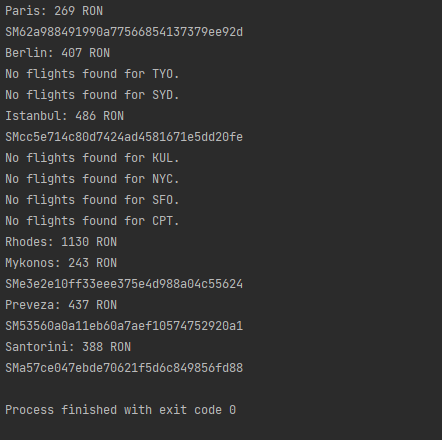 Paris: 269 RON
SM62a988491990a77566854137379ee92d
Berlin: 407 RON
No flights found for TYO.
No flights found for SYD.
Istanbul: 486 RON
SMcc5e714c80d7424ad4581671e5dd20fe
No flights found for KUL.
No flights found for NYC.
No flights found for SFO.
No flights found for CPT.
Rhodes: 1130 RON
Mykonos: 243 RON
SMe3e2e10ff33eee375e4d988a04c55624
Preveza: 437 RON
SM53560a0a11eb60a7aef10574752920a1
Santorini: 388 RON
SMa57ce047ebde70621f5d6c849856fd88
Process finished with exit code 0